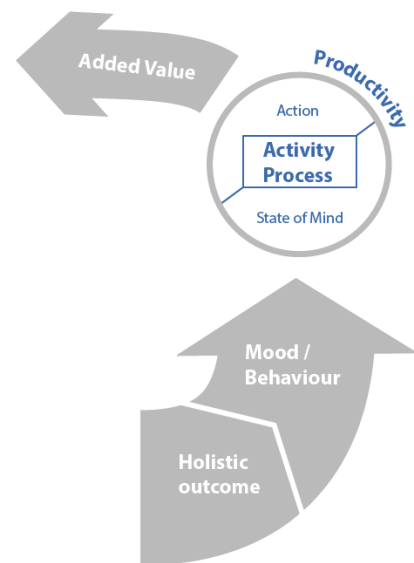 Added Value
Productivity
Action
Activity
Process
State of Mind
Mood /
Behaviour
Holistic
outcome